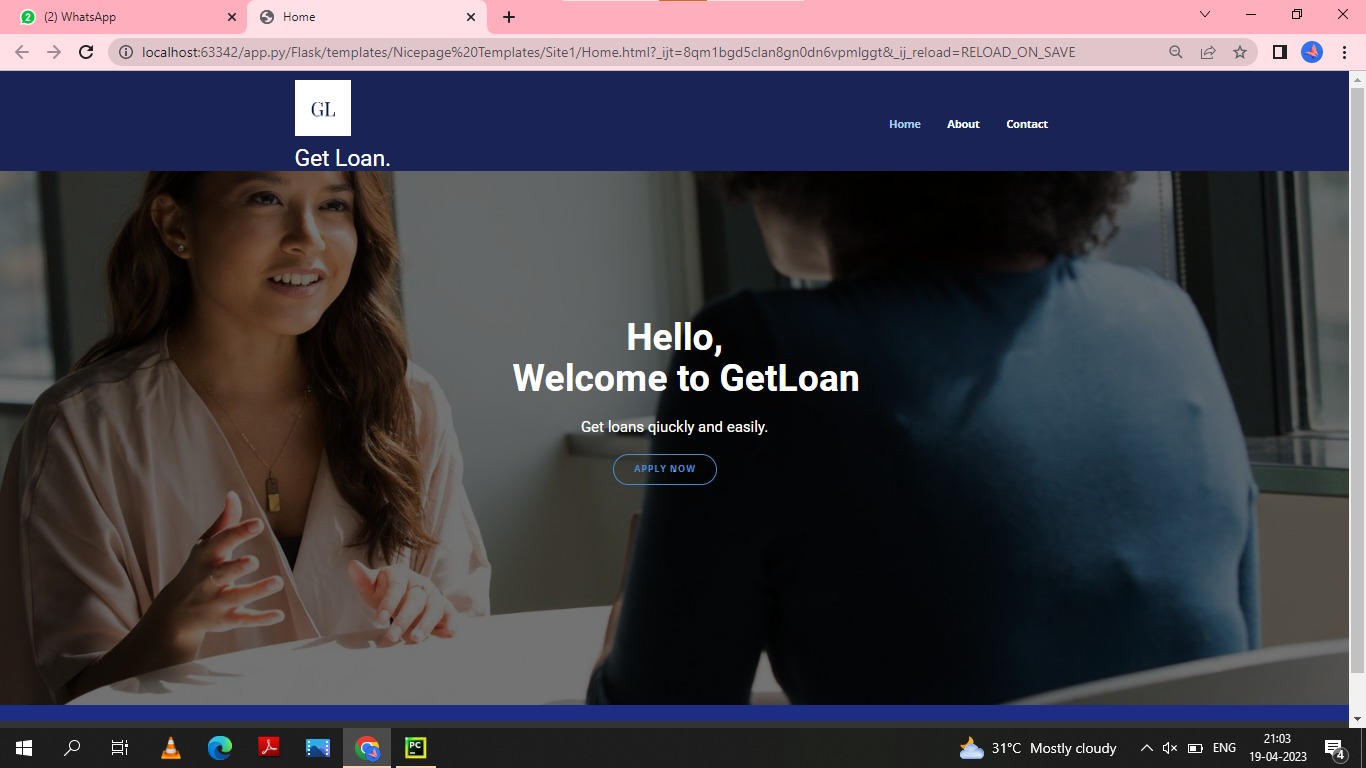 (2) WhatsApp
Home
localhost:63342/app.py/Flask/templates/Nicepage%20Templates/Site1/Home.html?_ijt=8qm1bgd5clan8gn0dn6vpmlggt&_ij_reload=RELOAD_ON_SAVE
GL
Get Loan.
Home
About
Contact
Hello,
Welcome to GetLoan
Get loans qiuckly and easily.
APPLY NOW
PC
31°C Mostly cloudy
ENG
21:03
19-04-2023
4